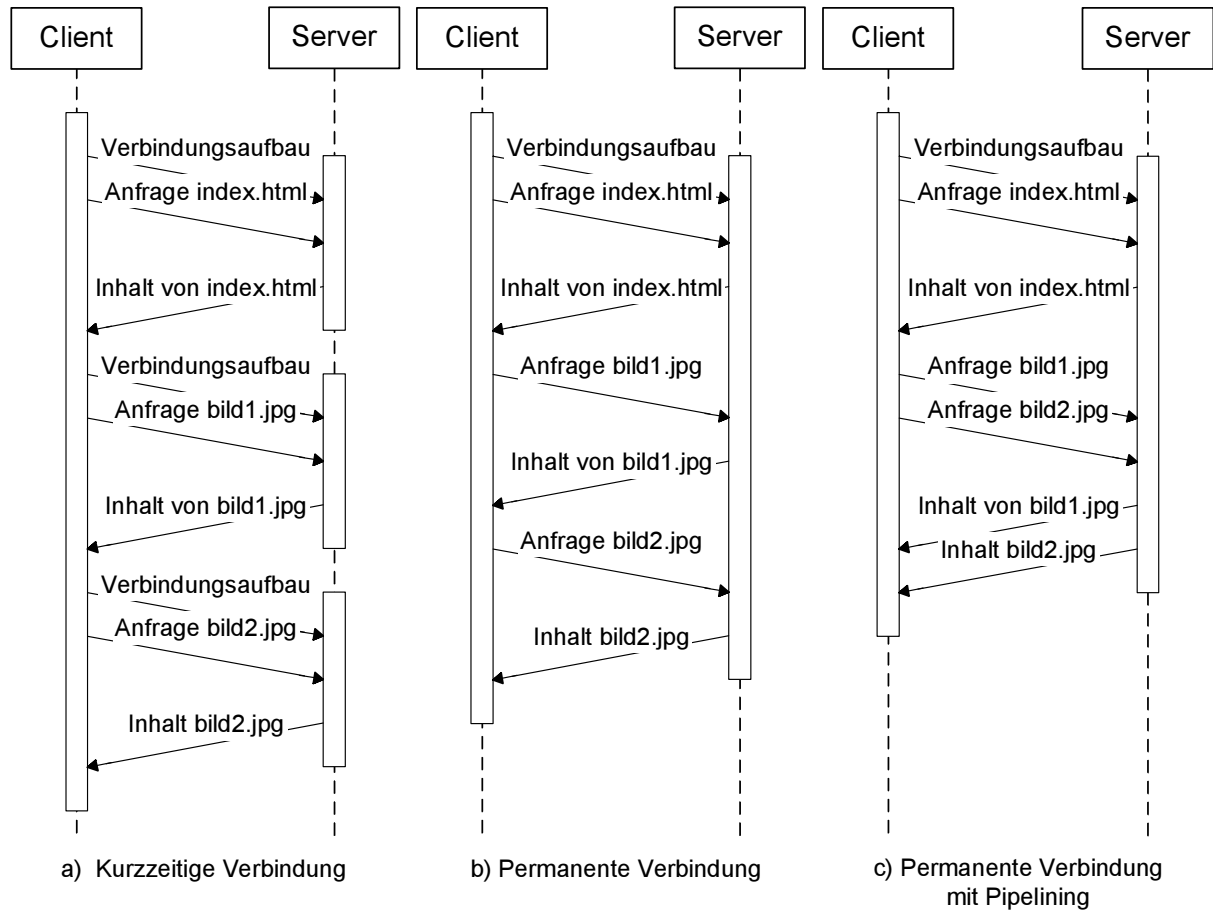 Client
Server
Verbindungsaufbau
Anfrage index.html
Inhalt von index.html
Verbindungsaufbau
Anfrage bild1.jpg
Inhalt von bild1.jpg
Verbindungsaufbau
Anfrage bild2.jpg
Inhalt bild2.jpg
a) Kurzzeitige Verbindung
Client
Server
Verbindungsaufbau
Anfrage index.html
Inhalt von index.html
Anfrage bild1.jpg
Inhalt von bild1.jpg
Anfrage bild2.jpg
Inhalt bild2.jpg
b) Permanente Verbindung
Client
Server
Verbindungsaufbau
Anfrage index.html
Inhalt von index.html
Anfrage bild1.jpg
Anfrage bild2.jpg
Inhalt von bild1.jpg
Inhalt bild2.jpg
c) Permanente Verbindung
mit Pipelining